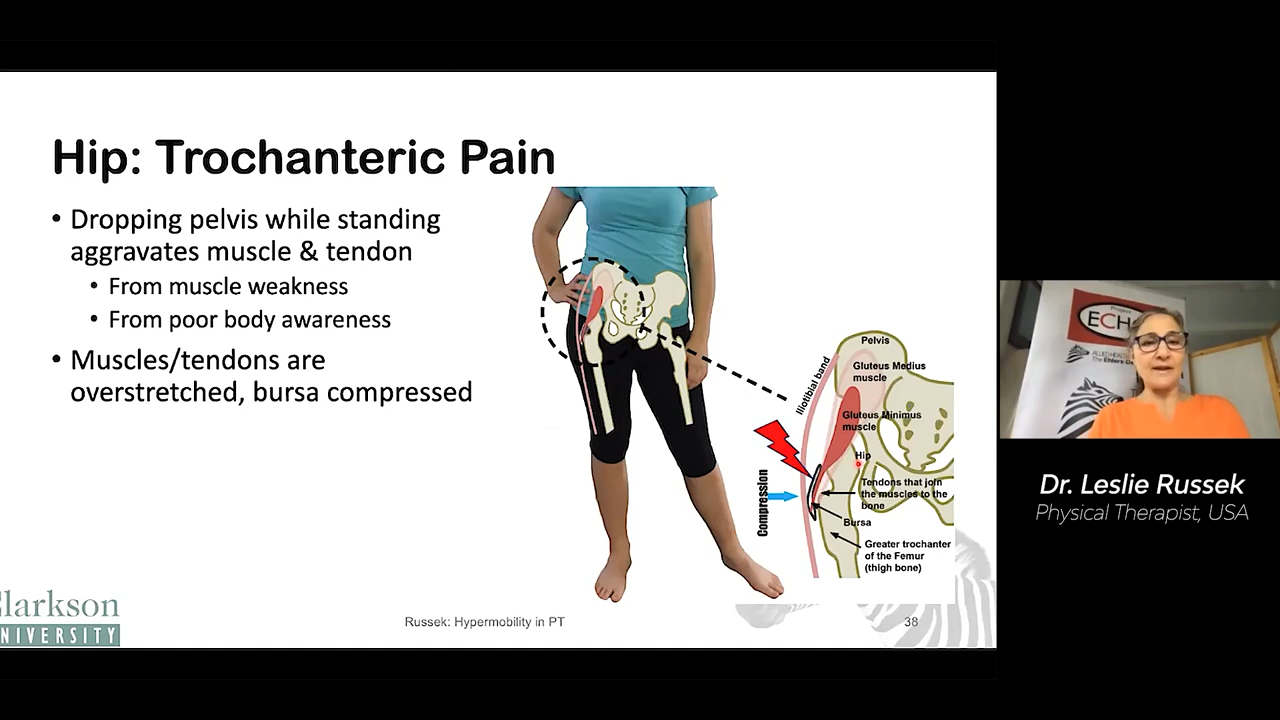 Hip: Trochanteric Pain
• Dropping pelvis while standing
aggravates muscle & tendon
• From muscle weakness
• From poor body awareness
• Muscles/tendons are
overstretched, bursa compressed
Pelvis
Iliotibial band
Gluteus Medius
muscle
Gluteus Minimus
muscle
Hip
Compression
Tendons that join
the muscles to the
bone
Bursa
Greater trochanter
of the Femur
(thigh bone)
Clarkson
UNIVERSITY
Russek: Hypermobility in PT
38
Project
ECH
Dr. Leslie Russek
Physical Therapist, USA